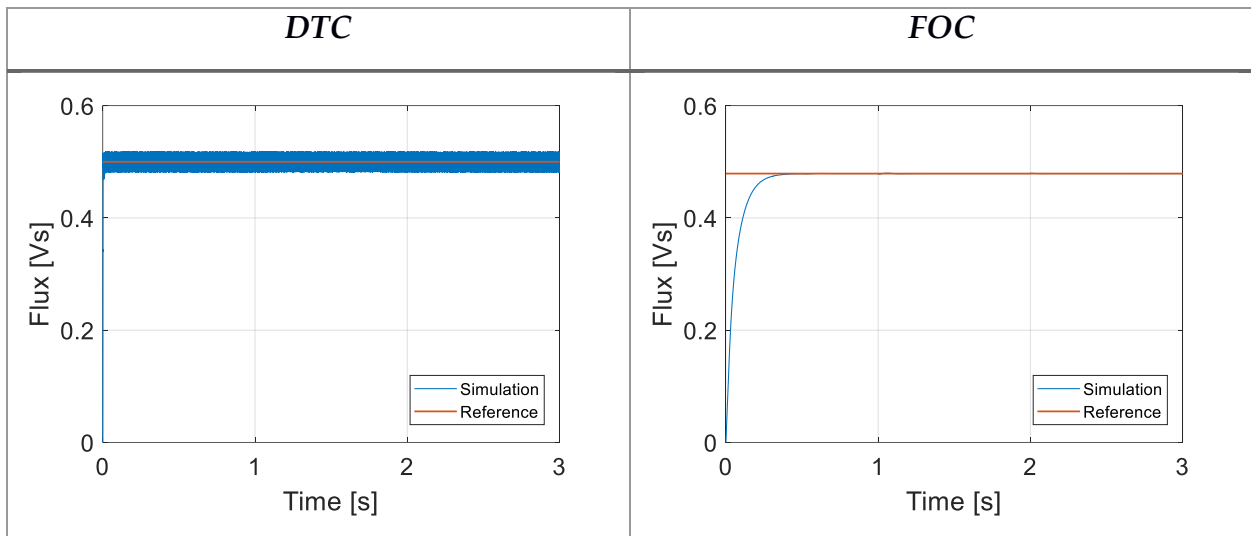 DTC
FOC
0.6
0.4
0.2
0
0
1
2
3
Flux [Vs]
Time [s]
Simulation
Reference
0.6
0.4
0.2
0
0
1
2
3
Flux [Vs]
Time [s]
Simulation
Reference